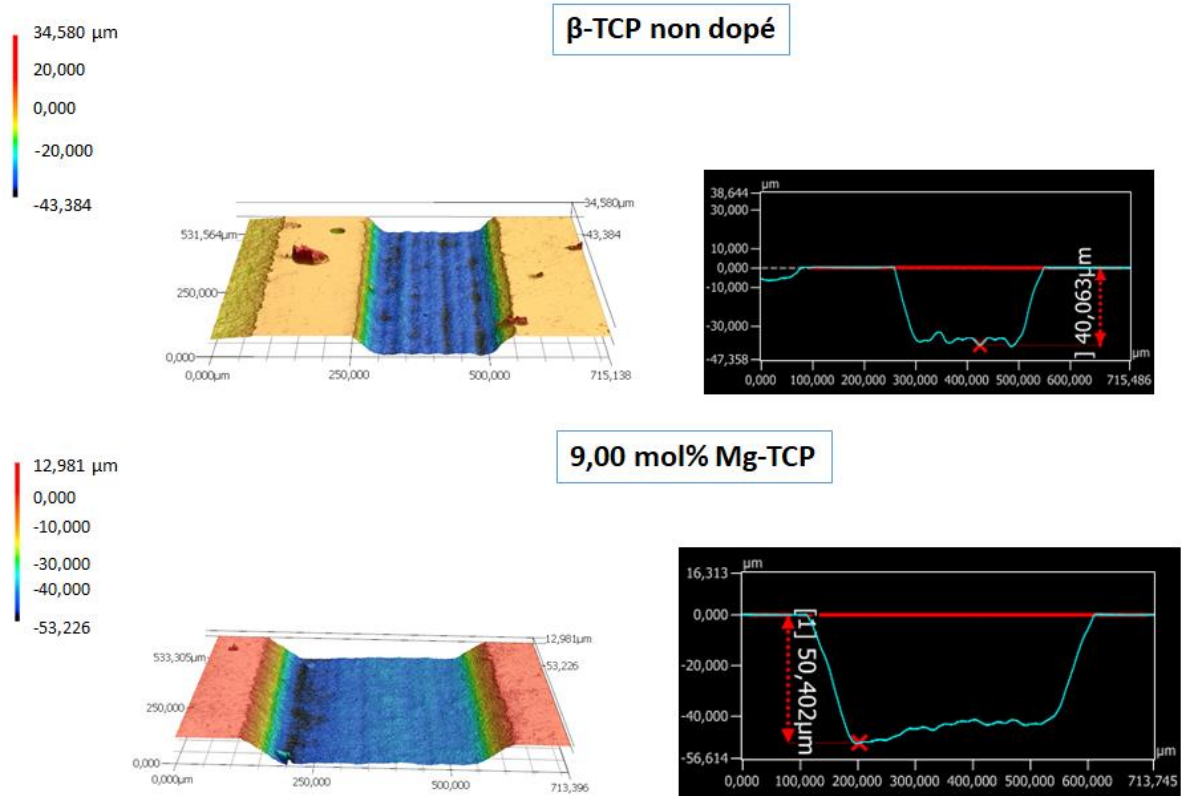 β-TCP non dopé
34,580 µm
20,000
0,000
-20,000
-43,384
34,580µm
43,384
531,564µm
250,000
0,000
0,000µm
250,000
500,000
715,138
µm
38,644
30,000
10,000
0,000
-10,000
-30,000
-47,358
] 40,063µm
µm
0,000 100,000 200,000 300,000 400,000 500,000 600,000 715,486
9,00 mol% Mg-TCP
12,981 µm
0,000
-10,000
-30,000
-40,000
-53,226
12,981µm
53,226
533,305µm
250,000
0,000
0,000µm
250,000
500,000
713,396
µm
16,313
0,000
-20,000
-40,000
-56,614
[1] 50,402µm
µm
0,000 100,000 200,000 300,000 400,000 500,000 600,000 713,745